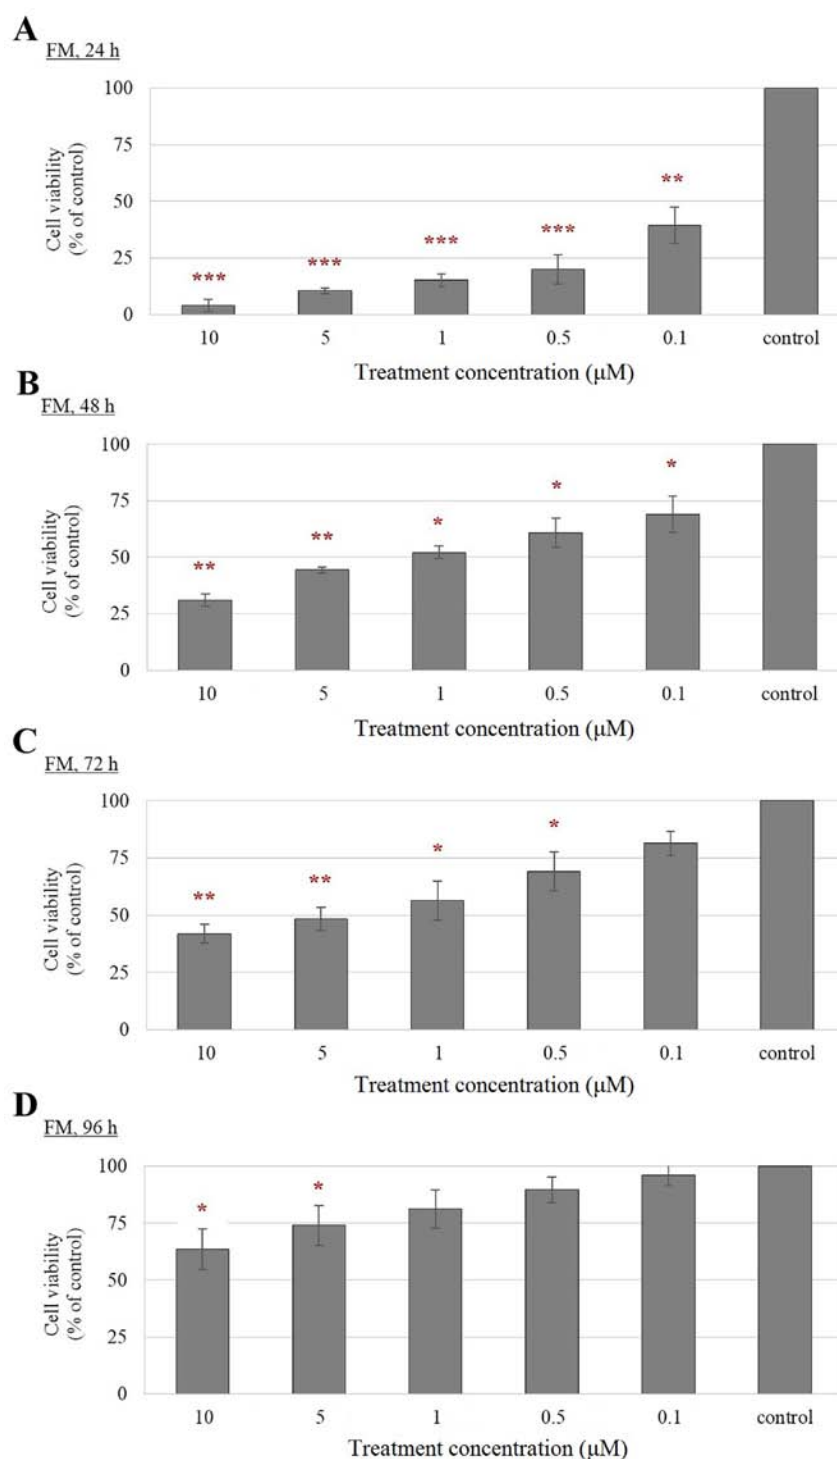 A
FM, 24 h
Cell viability
(% of control)
100
75
50
25
0
***
***
***
***
**
10 5 1 0.5 0.1 control
Treatment concentration (μM)
B
FM, 48 h
Cell viability
(% of control)
100
75
50
25
0
**
**
*
*
*
10 5 1 0.5 0.1 control
Treatment concentration (μM)
C
FM, 72 h
Cell viability
(% of control)
100
75
50
25
0
**
**
*
*
10 5 1 0.5 0.1 control
Treatment concentration (μM)
D
FM, 96 h
Cell viability
(% of control)
100
75
50
25
0
*
*
10 5 1 0.5 0.1 control
Treatment concentration (μM)